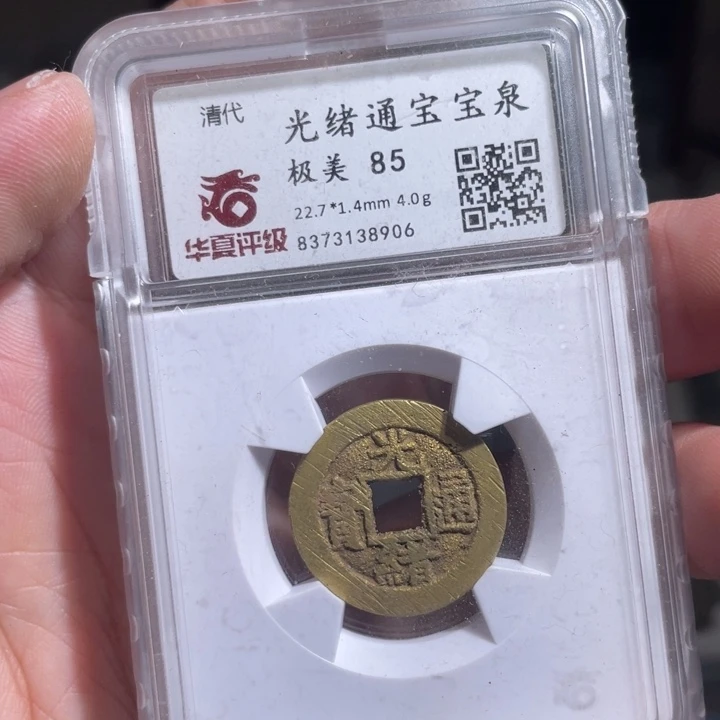 清代
光绪通宝宝泉
极美 85
22.7*1.4mm 4.0g
华夏评级 8373138906
光
寶 通
緒